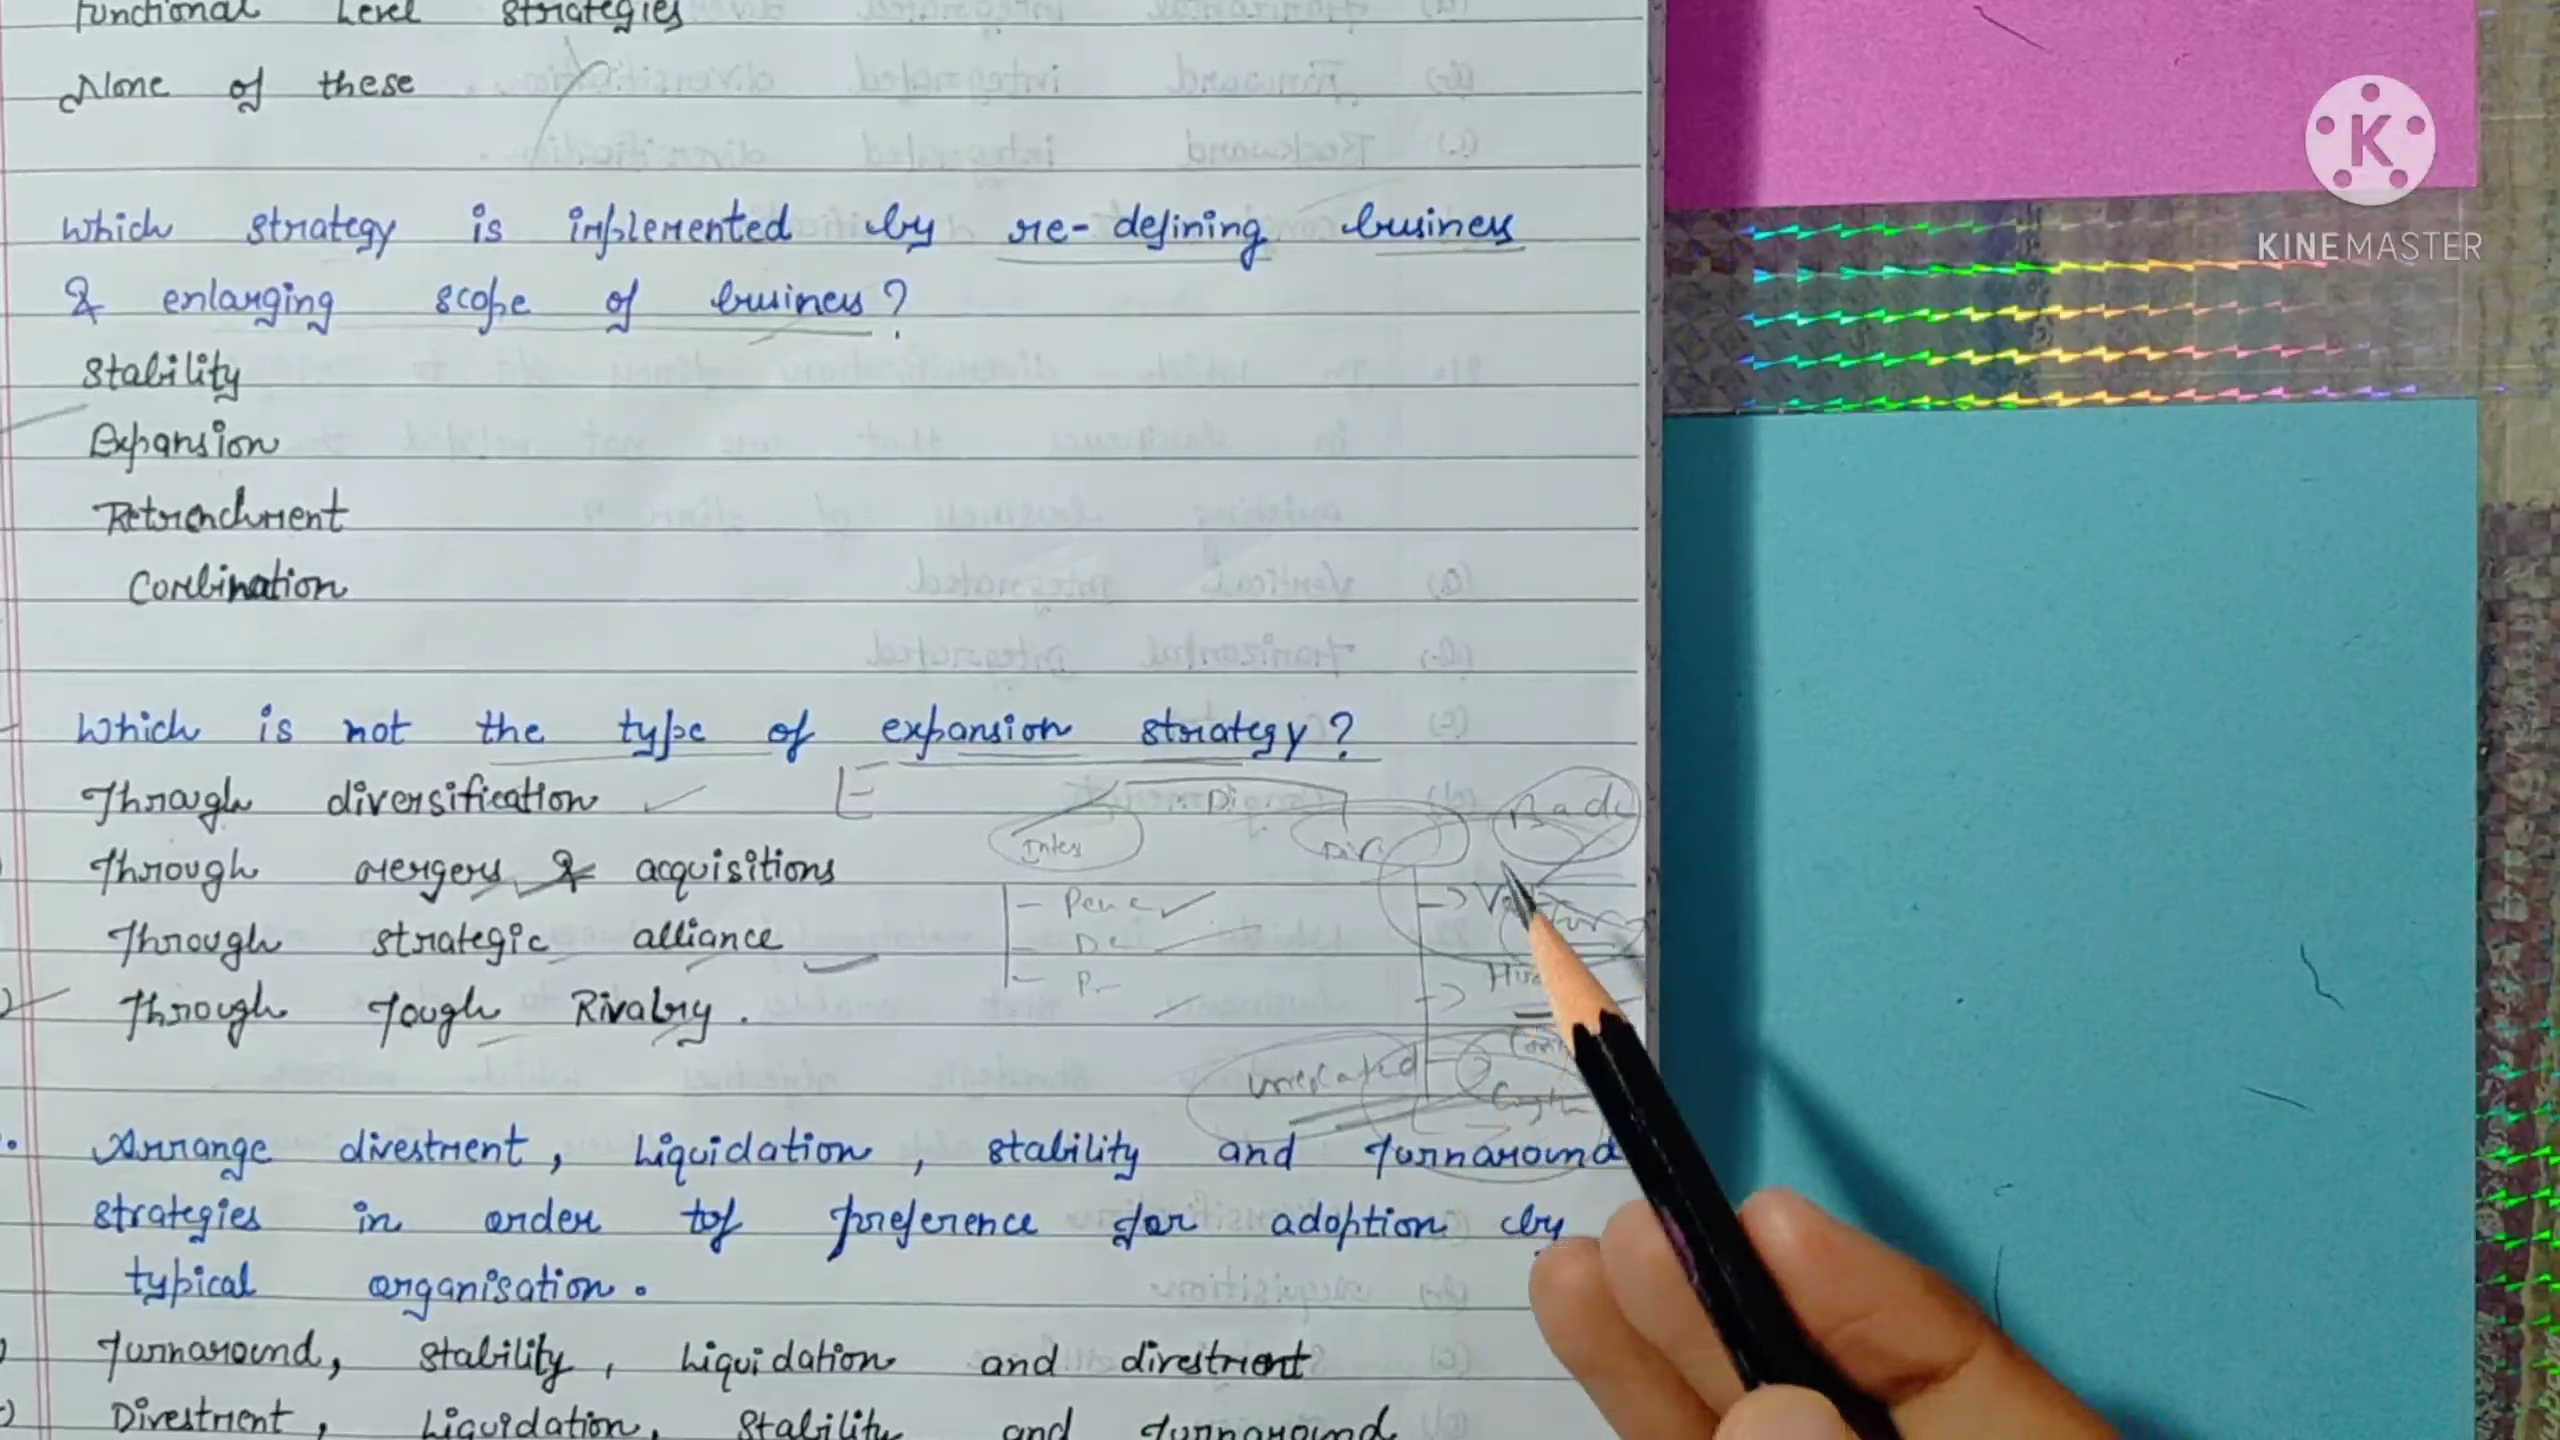 Functional Level strategies
None of these
Which strategy is implemented by re-defining business
& enlarging scope of business?
Stability
Expansion
Retrenchment
Combination
Which is not the type of expansion strategy?
Through diversification
Through mergers & acquisitions
Through strategic alliance
Through Tough Rivalry.
Unrelated
Arrange divestment, Liquidation, stability and Turnaround
strategies in order of preference for adoption by
typical organisation.
Turnaround, stability, Liquidation and divestment
Divestment, Liquidation, Stability and Turnaround
K
KINEMASTER